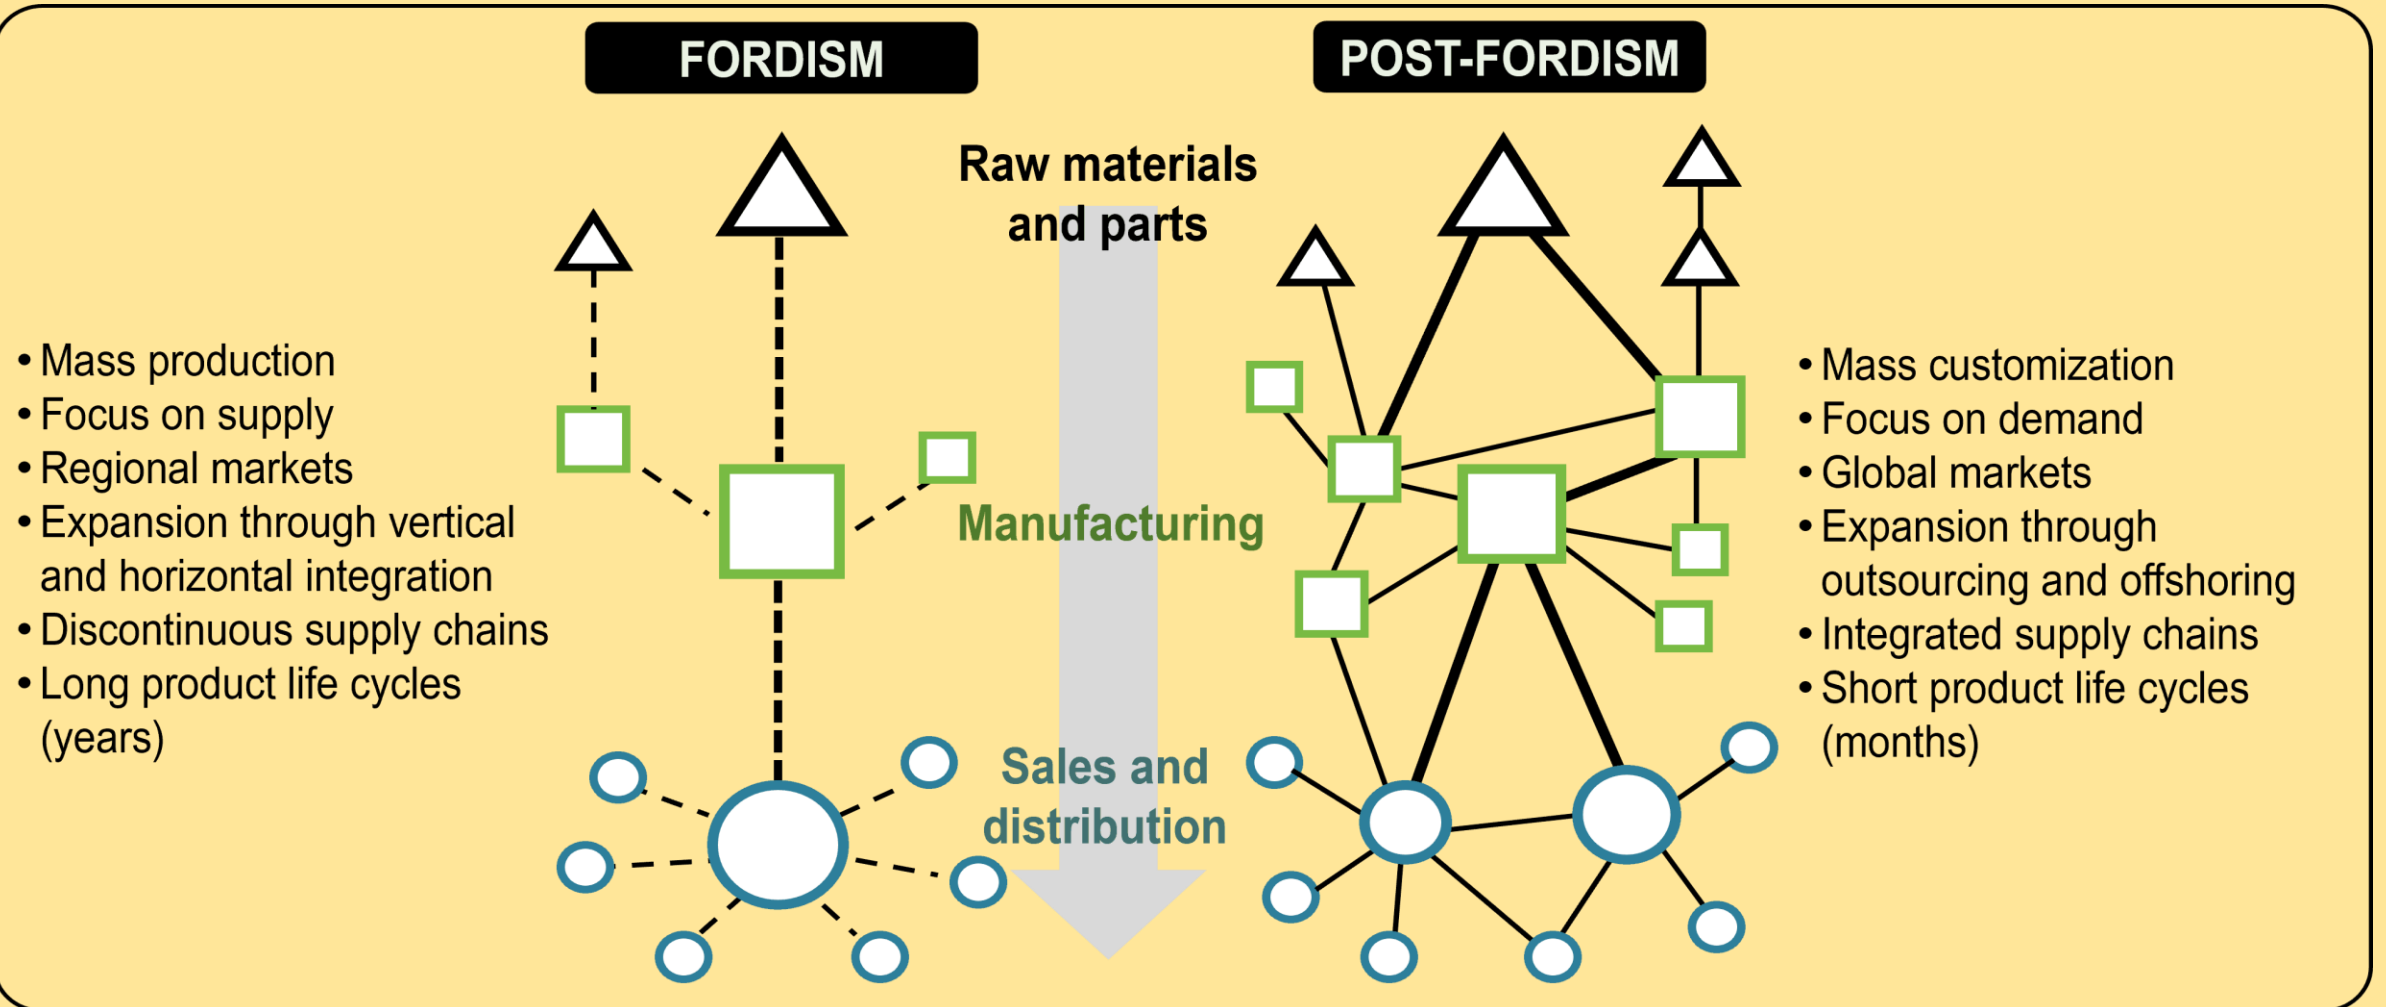 FORDISM
POST-FORDISM
Raw materials
and parts
Manufacturing
Sales and
distribution
• Mass production
• Focus on supply
• Regional markets
• Expansion through vertical
and horizontal integration
• Discontinuous supply chains
• Long product life cycles
(years)
• Mass customization
• Focus on demand
• Global markets
• Expansion through
outsourcing and offshoring
• Integrated supply chains
• Short product life cycles
(months)